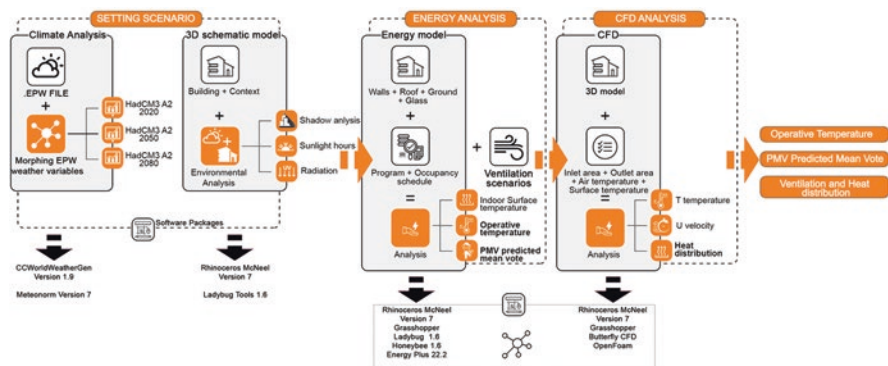 SETTING SCENARIO
Climate Analysis
.EPW FILE
+
Morphing EPW
weather variables
HadCM3 A2
2020
HadCM3 A2
2050
HadCM3 A2
2080
3D schematic model
Building + Context
+
Environmental
Analysis
Shadow anlysis
Sunlight hours
Radiation
Software Packages
CCWorldWeatherGen
Version 1.9
Meteonorm Version 7
Rhinoceros McNeel
Version 7
Ladybug Tools 1.6
ENERGY ANALYSIS
Energy model
Walls + Roof + Ground
+ Glass
+
Program + Occupancy
schedule
=
Analysis
+
Ventilation
scenarios
Indoor Surface
temperature
Operative
temperature
PMV predicted
mean vote
Rhinoceros McNeel
Version 7
Grasshopper
Ladybug 1.6
Honeybee 1.6
Energy Plus 22.2
CFD ANALYSIS
CFD
3D model
+
Inlet area + Outlet area
+ Air temperature +
Surface temperature
=
Analysis
T temperature
U velocity
Heat
distribution
Rhinoceros McNeel
Version 7
Grasshopper
Butterfly CFD
OpenFoam
Operative Temperature
PMV Predicted Mean Vote
Ventilation and Heat
distribution